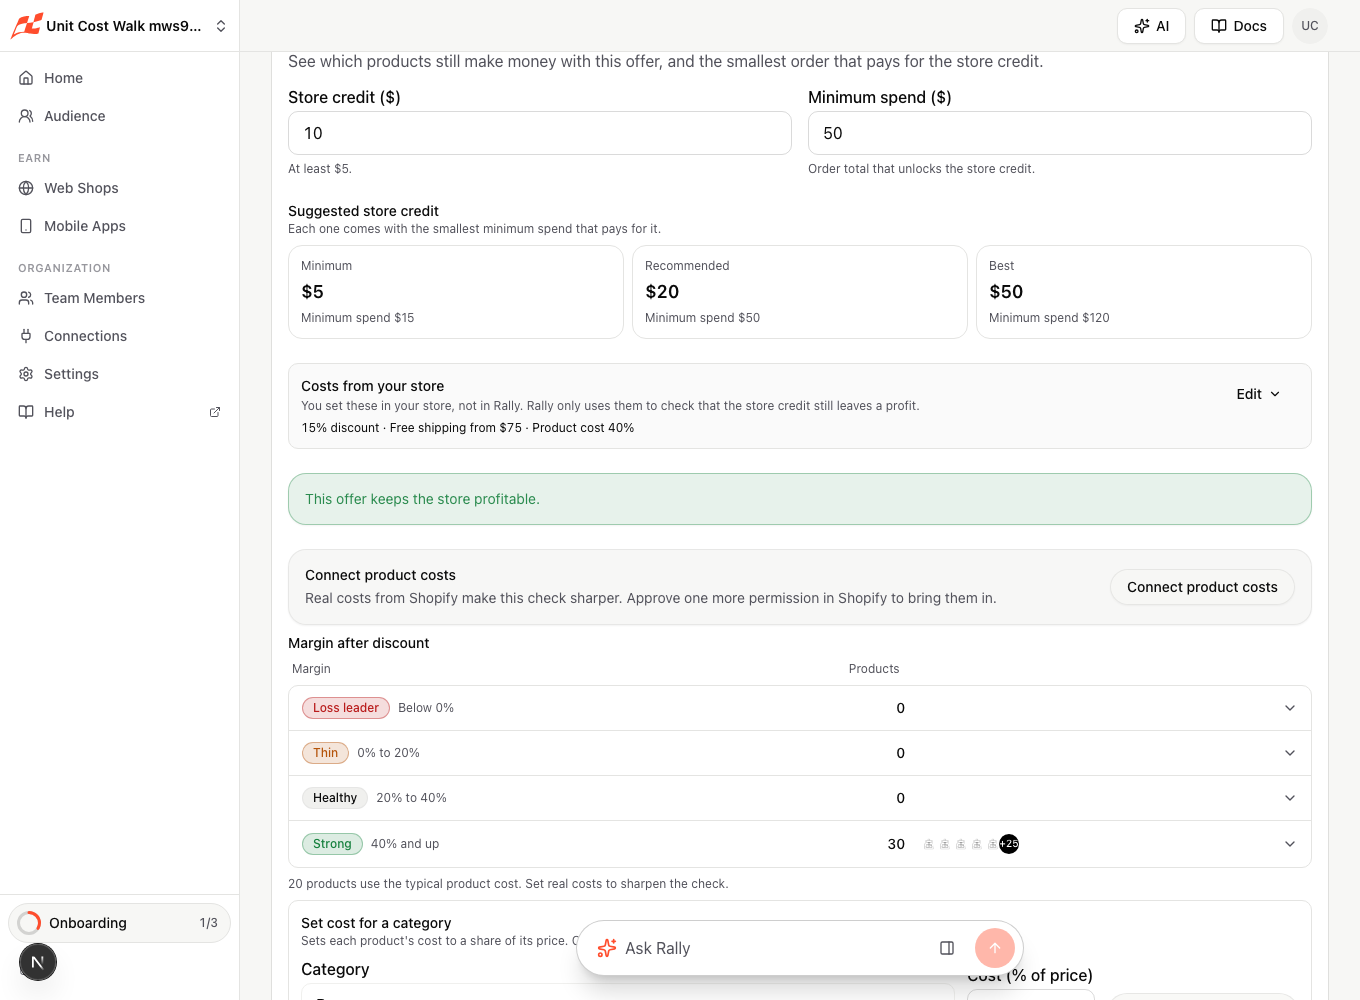 Unit Cost Walk mws9...
AI
Docs
UC
Home
Audience
EARN
Web Shops
Mobile Apps
ORGANIZATION
Team Members
Connections
Settings
Help
Onboarding
1/3
N
See which products still make money with this offer, and the smallest order that pays for the store credit.
Store credit ($)
Minimum spend ($)
10
50
At least $5.
Order total that unlocks the store credit.
Suggested store credit
Each one comes with the smallest minimum spend that pays for it.
Minimum
$5
Minimum spend $15
Recommended
$20
Minimum spend $50
Best
$50
Minimum spend $120
Costs from your store
You set these in your store, not in Rally. Rally only uses them to check that the store credit still leaves a profit.
15% discount · Free shipping from $75 · Product cost 40%
Edit
This offer keeps the store profitable.
Connect product costs
Real costs from Shopify make this check sharper. Approve one more permission in Shopify to bring them in.
Connect product costs
Margin after discount
Margin
Products
Loss leader Below 0% 0
Thin 0% to 20% 0
Healthy 20% to 40% 0
Strong 40% and up 30 +25
20 products use the typical product cost. Set real costs to sharpen the check.
Set cost for a category
Sets each product's cost to a share of its price.
Category
Cost (% of price)
Ask Rally